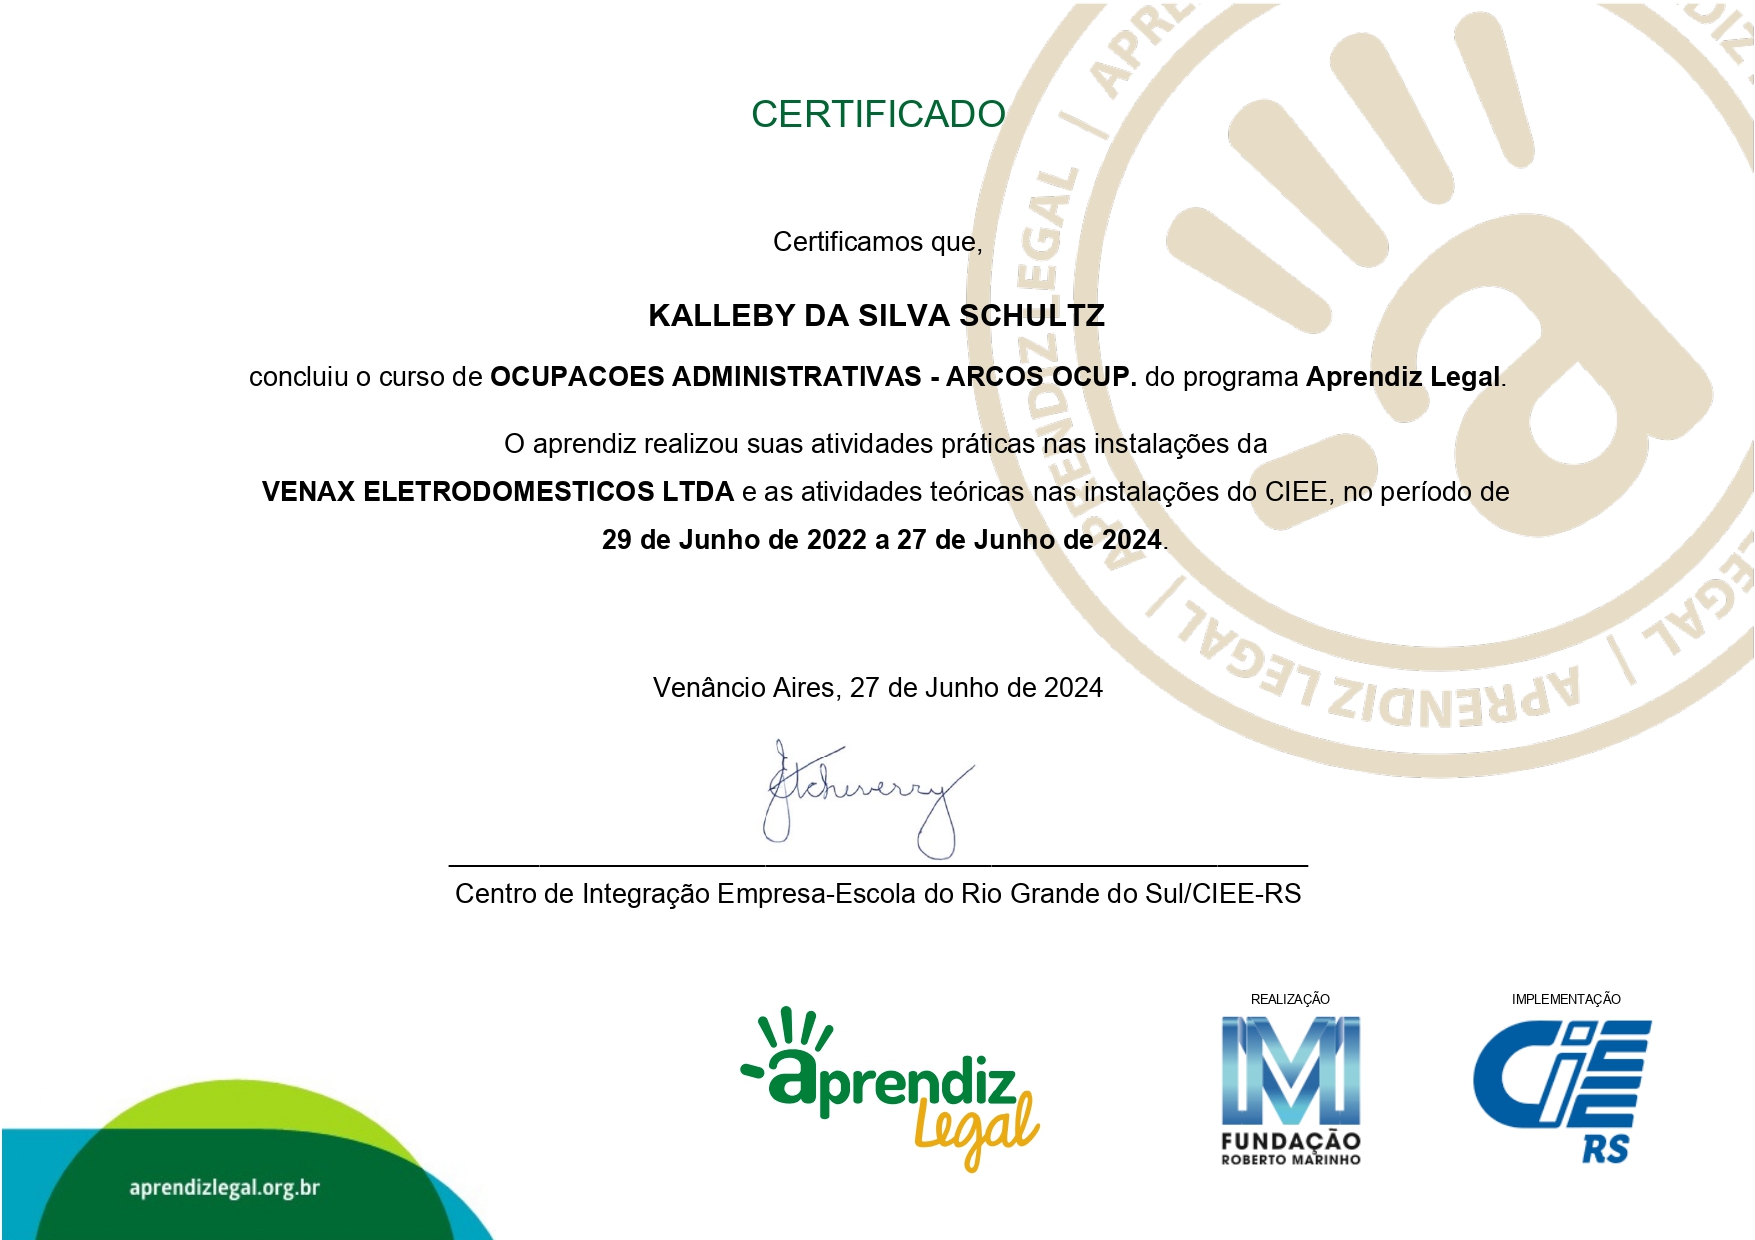 CERTIFICADO
Certificamos que,
KALLEBY DA SILVA SCHULTZ
concluiu o curso de OCUPACOES ADMINISTRATIVAS - ARCOS OCUP. do programa Aprendiz Legal.
O aprendiz realizou suas atividades práticas nas instalações da
VENAX ELETRODOMESTICOS LTDA e as atividades teóricas nas instalações do CIEE, no período de
29 de Junho de 2022 a 27 de Junho de 2024.
Venâncio Aires, 27 de Junho de 2024
Etcheverry
Centro de Integração Empresa-Escola do Rio Grande do Sul/CIEE-RS
REALIZAÇÃO
IMPLEMENTAÇÃO
aprendiz
Legal
FUNDAÇÃO
ROBERTO MARINHO
CIEE
RS
aprendizlegal.org.br
APRENDIZ LEGAL | APRENDIZ LEGAL | APRENDIZ LEGAL |